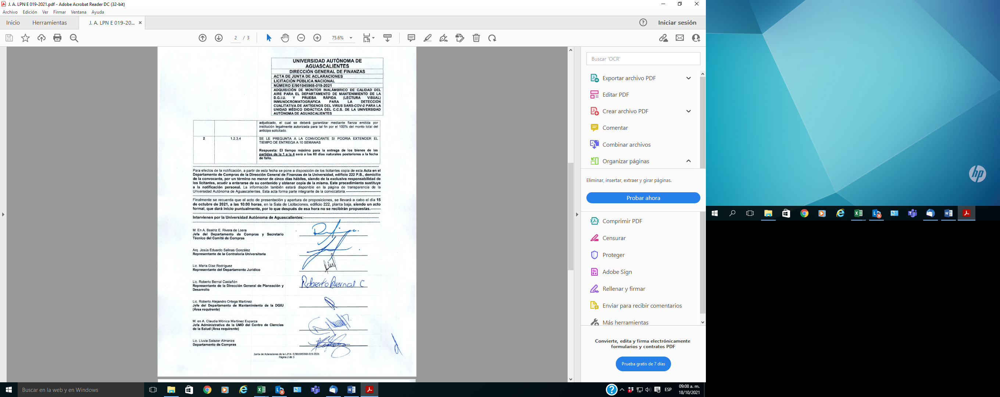 J. A. LPN E 019-2021.pdf - Adobe Acrobat Reader DC (32-bit)
Archivo Edición Ver Firmar Ventana Ayuda
Inicio Herramientas J. A. LPN E 019-20... × Iniciar sesión
2 / 3 75.6%
UNIVERSIDAD AUTÓNOMA DE
AGUASCALIENTES
DIRECCIÓN GENERAL DE FINANZAS
ACTA DE JUNTA DE ACLARACIONES
LICITACIÓN PÚBLICA NACIONAL
NÚMERO E/901045968-019-2021
ADQUISICIÓN DE MONITOR INALÁMBRICO DE CALIDAD DEL
AIRE PARA EL DEPARTAMENTO DE MANTENIMIENTO DE LA
D.G.I.U. Y PRUEBA RÁPIDA (LECTURA VISUAL)
INMUNOCROMATOGRAFICA PARA LA DETECCIÓN
CUALITATIVA DE ANTÍGENOS DEL VIRUS SARS-COV-2 PARA LA
UNIDAD MÉDICO DIDÁCTICA DEL C.C.S. DE LA UNIVERSIDAD
AUTÓNOMA DE AGUASCALIENTES
adjudicado, el cual se deberá garantizar mediante fianza emitida por
institución legalmente autorizada para tal fin por el 100% del monto total del
anticipo solicitado.
2 1,2,3,4 SE LE PREGUNTA A LA CONVOCANTE SI PODRIA EXTENDER EL
TIEMPO DE ENTREGA A 10 SEMANAS
Respuesta: El tiempo máximo para la entrega de los bienes de las
partidas de la 1 a la 4 será a los 60 días naturales posteriores a la fecha
de fallo.
Para efectos de la notificación, a partir de esta fecha se pone a disposición de los licitantes copia de esta Acta en el
Departamento de Compras de la Dirección General de Finanzas de la Universidad, edificio 222 P.B., domicilio
de la convocante, por un término no menor de cinco días hábiles, siendo de la exclusiva responsabilidad de
los licitantes, acudir a enterarse de su contenido y obtener copia de la misma. Este procedimiento sustituye
a la notificación personal. La información también estará disponible en la página de transparencia de la
Universidad Autónoma de Aguascalientes. Esta acta forma parte integrante de la convocatoria.
Finalmente se recuerda que el acto de presentación y apertura de proposiciones, se llevará a cabo el día 15
de octubre de 2021, a las 10:00 horas, en la Sala de Licitaciones, edificio 222, planta baja, siendo un acto
formal, que dará inicio puntualmente, por lo que después de esa hora no se recibirán propuestas.
Intervienen por la Universidad Autónoma de Aguascalientes:
M. En A. Beatriz E. Rivera de Loera
Jefa del Departamento de Compras y Secretario
Técnico del Comité de Compras
Arq. Jesús Eduardo Salinas González
Representante de la Contraloría Universitaria
Lic. María Díaz Rodríguez
Representante del Departamento Jurídico
Lic. Roberto Bernal Castañón
Representante de la Dirección General de Planeación y
Desarrollo
Roberto Bernal C
Lic. Roberto Alejandro Ortega Martínez
Jefe del Departamento de Mantenimiento de la DGIU
(Área requirente)
M. en A. Claudia Mónica Martínez Esparza
Jefa Administrativa de la UMD del Centro de Ciencias
de la Salud (Área requirente)
Lic. Lluvia Salazar Almanza
Departamento de Compras
Junta de Aclaraciones de la L.P.N. E/901045968-019-2021
Página 2 de 3
Buscar 'OCR'
Exportar archivo PDF
Editar PDF
Crear archivo PDF
Comentar
Combinar archivos
Organizar páginas
Eliminar, insertar, extraer y girar páginas.
Probar ahora
Comprimir PDF
Censurar
Proteger
Adobe Sign
Rellenar y firmar
Enviar para recibir comentarios
Más herramientas
Convierte, edita y firma electrónicamente
formularios y contratos PDF
Prueba gratis de 7 días
hp
Buscar en la web y en Windows
ESP
09:08 a. m.
18/10/2021